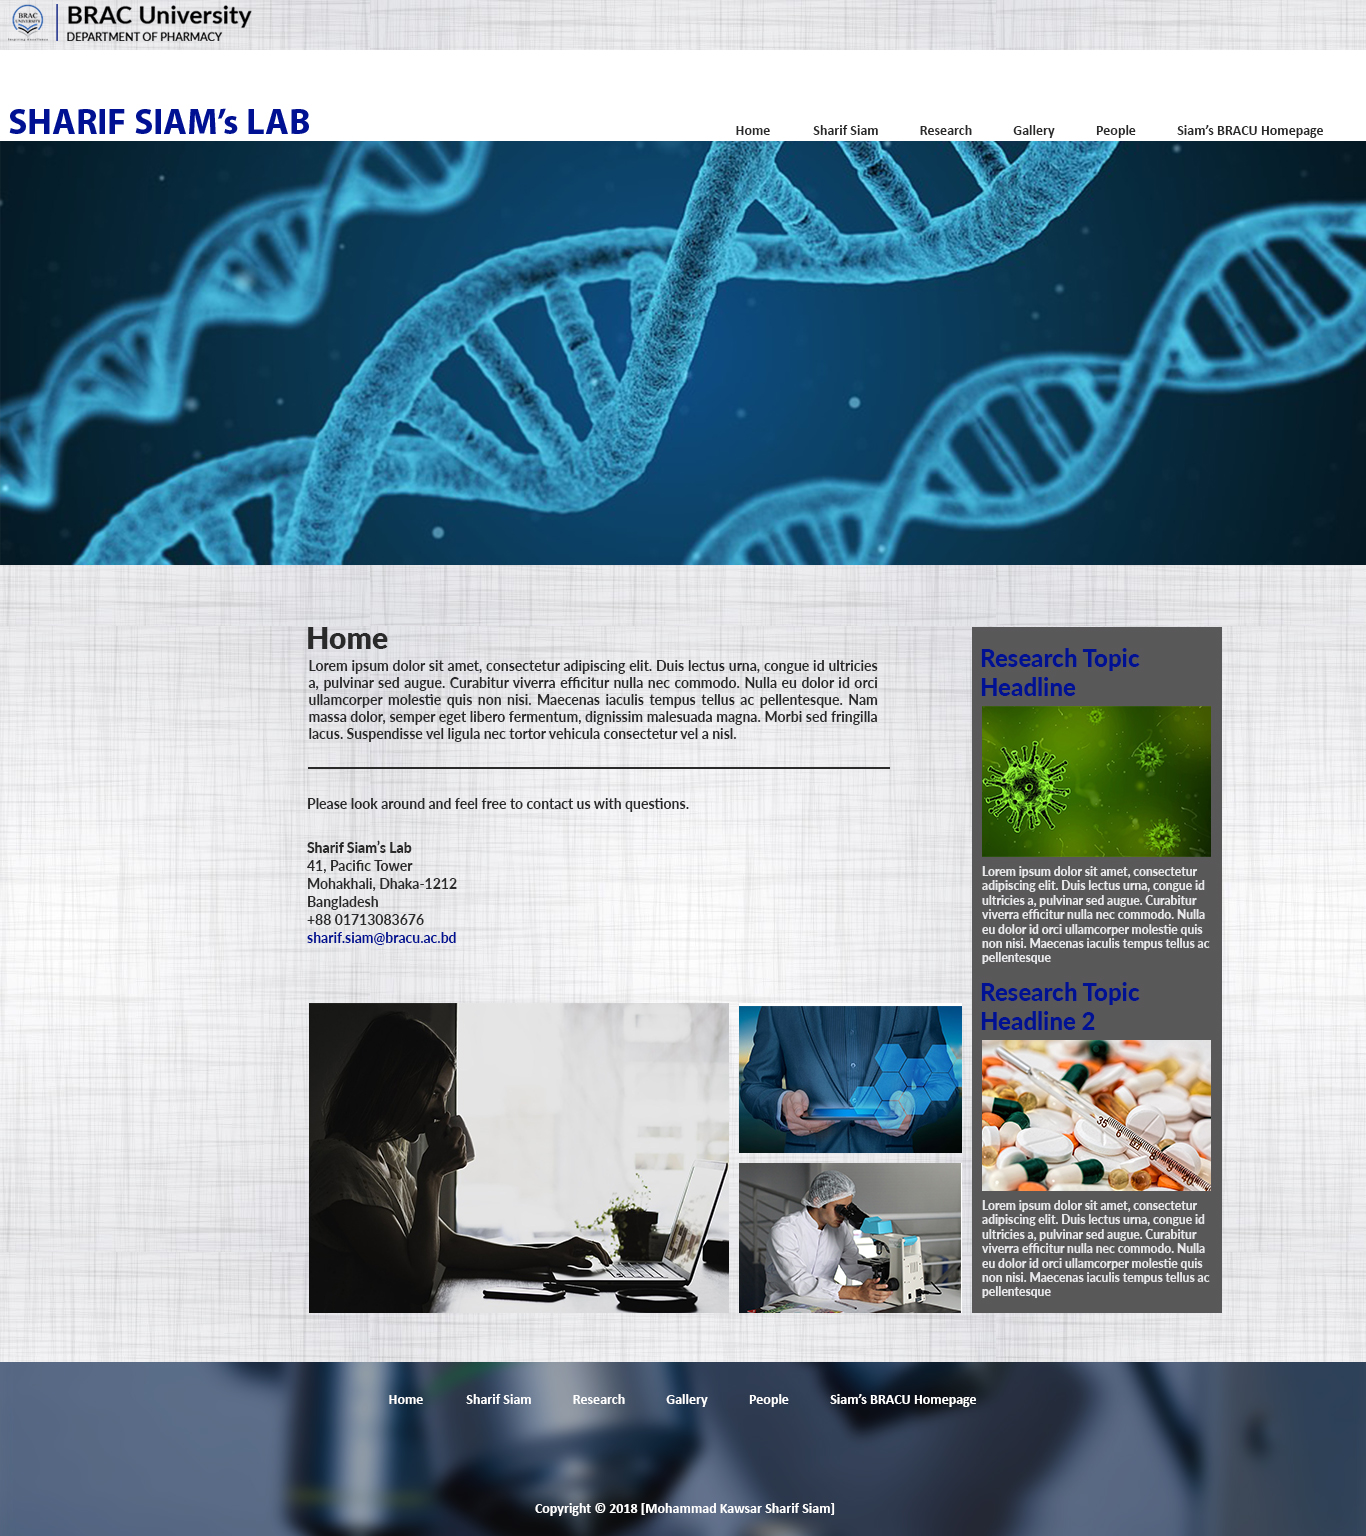 BRAC
UNIVERSITY
BRAC University
DEPARTMENT OF PHARMACY
SHARIF SIAM’s LAB
Home Sharif Siam Research Gallery People Siam’s BRACU Homepage
Home
Lorem ipsum dolor sit amet, consectetur adipiscing elit. Duis lectus urna, congue id ultricies
a, pulvinar sed augue. Curabitur viverra efficitur nulla nec commodo. Nulla eu dolor id orci
ullamcorper molestie quis non nisi. Maecenas iaculis tempus tellus ac pellentesque. Nam
massa dolor, semper eget libero fermentum, dignissim malesuada magna. Morbi sed fringilla
lacus. Suspendisse vel ligula nec tortor vehicula consectetur vel a nisl.
Please look around and feel free to contact us with questions.
Sharif Siam’s Lab
41, Pacific Tower
Mohakhali, Dhaka-1212
Bangladesh
+88 01713083676
sharif.siam@bracu.ac.bd
Research Topic
Headline
Lorem ipsum dolor sit amet, consectetur
adipiscing elit. Duis lectus urna, congue id
ultricies a, pulvinar sed augue. Curabitur
viverra efficitur nulla nec commodo. Nulla
eu dolor id orci ullamcorper molestie quis
non nisi. Maecenas iaculis tempus tellus ac
pellentesque
Research Topic
Headline 2
35 6 37 8 9 40
Lorem ipsum dolor sit amet, consectetur
adipiscing elit. Duis lectus urna, congue id
ultricies a, pulvinar sed augue. Curabitur
viverra efficitur nulla nec commodo. Nulla
eu dolor id orci ullamcorper molestie quis
non nisi. Maecenas iaculis tempus tellus ac
pellentesque
Home Sharif Siam Research Gallery People Siam’s BRACU Homepage
Copyright © 2018 [Mohammad Kawsar Sharif Siam]